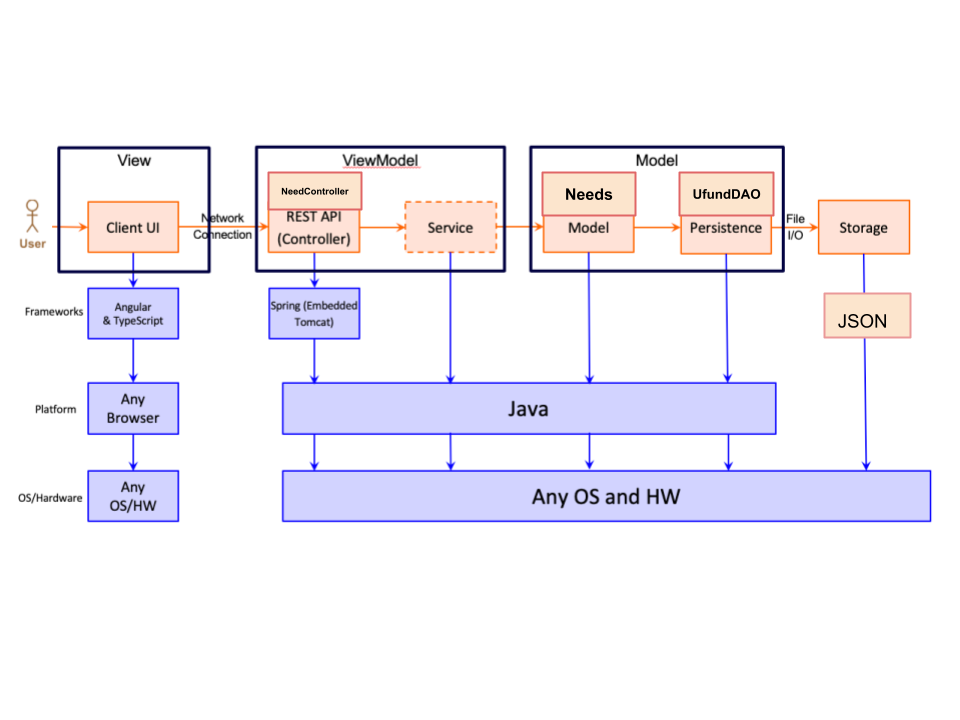 View
ViewModel
Model
NeedController
Needs
UfundDAO
User
Client UI
Network
Connection
REST API
(Controller)
Service
Model
Persistence
File
I/O
Storage
Frameworks
Angular
& TypeScript
Spring (Embedded
Tomcat)
JSON
Platform
Any
Browser
Java
OS/Hardware
Any
OS/HW
Any OS and HW